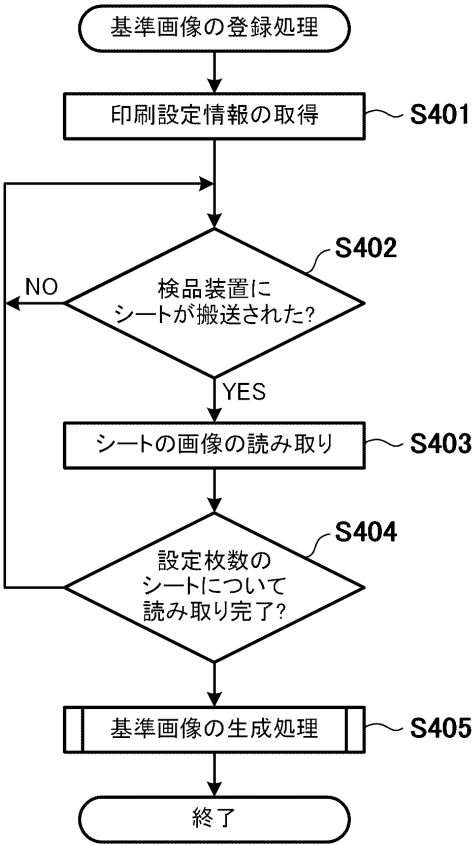 基準画像の登録処理
印刷設定情報の取得
S401
S402
検品装置に
シートが搬送された?
NO
YES
シートの画像の読み取り
S403
S404
設定枚数の
シートについて
読み取り完了?
基準画像の生成処理
S405
終了